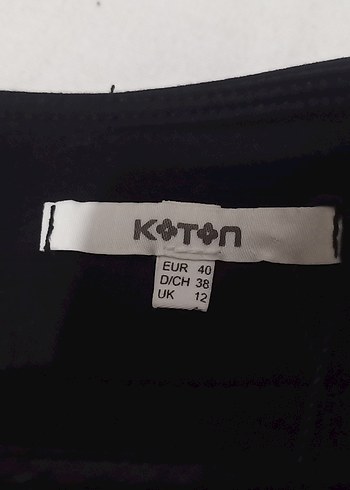 KOTON
EUR 40
D/CH 38
UK 12